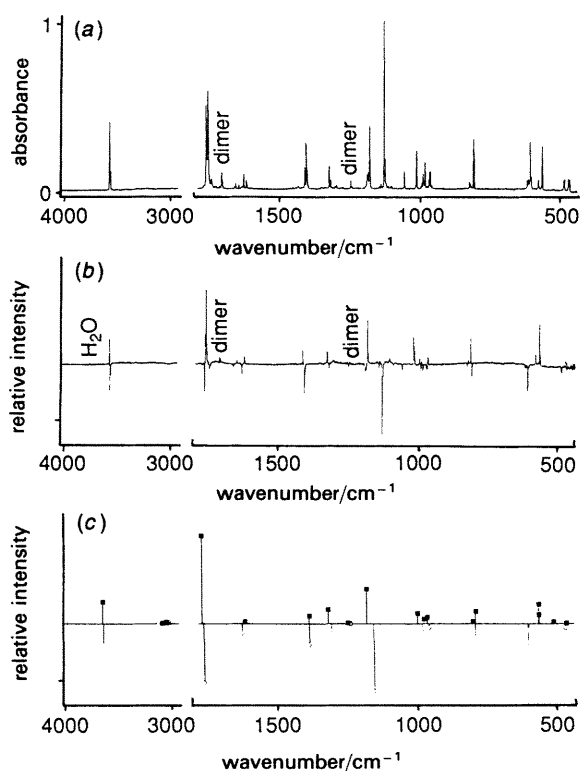 (a)
absorbance
1
0
dimer
dimer
4000 3000 1500 1000 500
wavenumber/cm⁻¹
(b)
relative intensity
H₂O
dimer
dimer
4000 3000 1500 1000 500
wavenumber/cm⁻¹
(c)
relative intensity
4000 3000 1500 1000 500
wavenumber/cm⁻¹